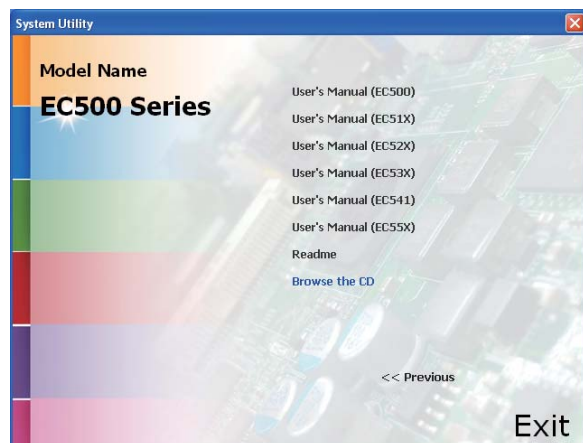 System Utility
Model Name
EC500 Series
User's Manual (EC500)
User's Manual (EC51X)
User's Manual (EC52X)
User's Manual (EC53X)
User's Manual (EC541)
User's Manual (EC55X)
Readme
Browse the CD
<< Previous
Exit